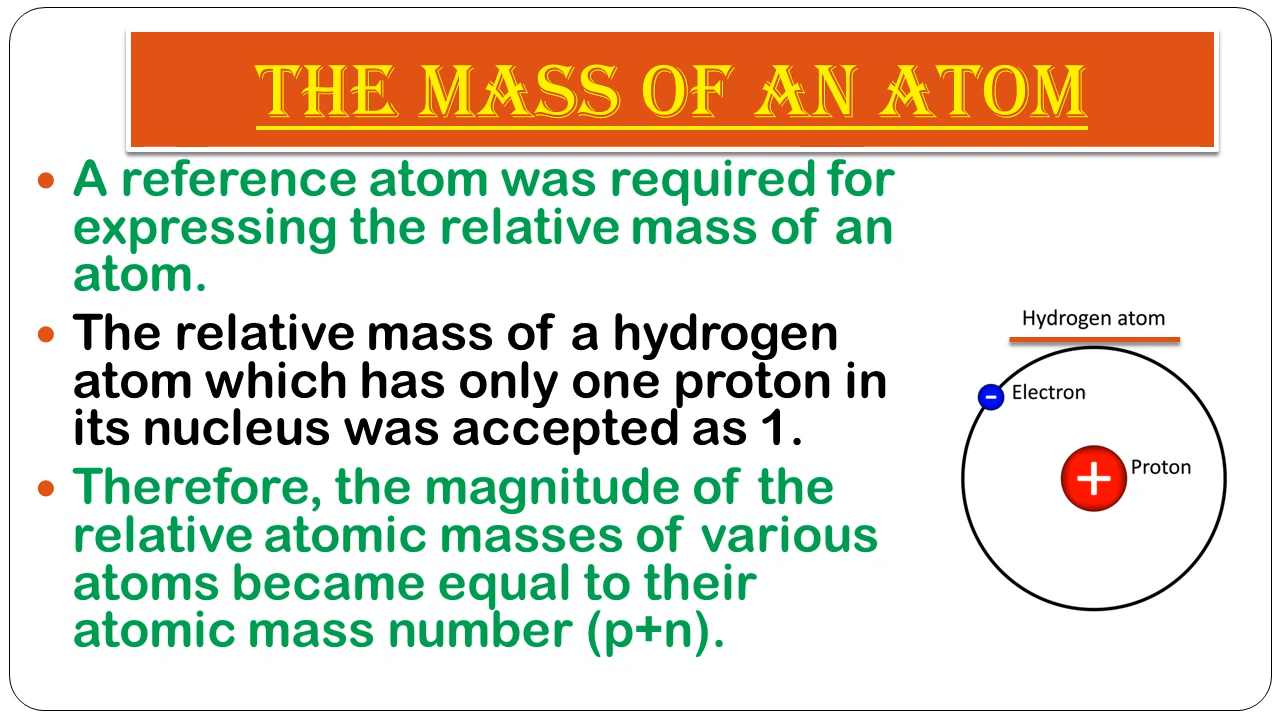 THE MASS OF AN ATOM
• A reference atom was required for
expressing the relative mass of an
atom.
• The relative mass of a hydrogen
atom which has only one proton in
its nucleus was accepted as 1.
• Therefore, the magnitude of the
relative atomic masses of various
atoms became equal to their
atomic mass number (p+n).
Hydrogen atom
- Electron
+ Proton